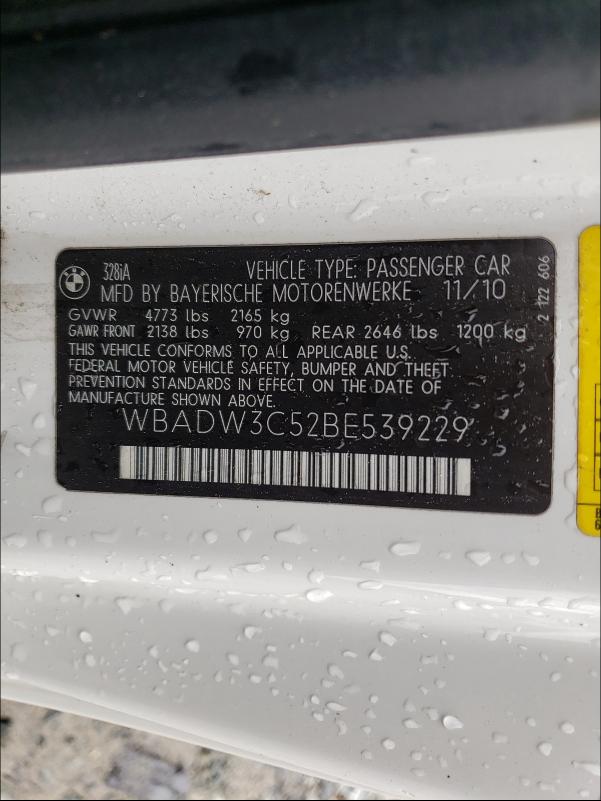 328iA VEHICLE TYPE: PASSENGER CAR
MFD BY BAYERISCHE MOTORENWERKE 11/10
GVWR 4773 lbs 2165 kg
GAWR FRONT 2138 lbs 970 kg REAR 2646 lbs 1200 kg
THIS VEHICLE CONFORMS TO ALL APPLICABLE U.S.
FEDERAL MOTOR VEHICLE SAFETY, BUMPER AND THEFT
PREVENTION STANDARDS IN EFFECT ON THE DATE OF
MANUFACTURE SHOWN ABOVE.
WBADW3C52BE539229
2 122 606